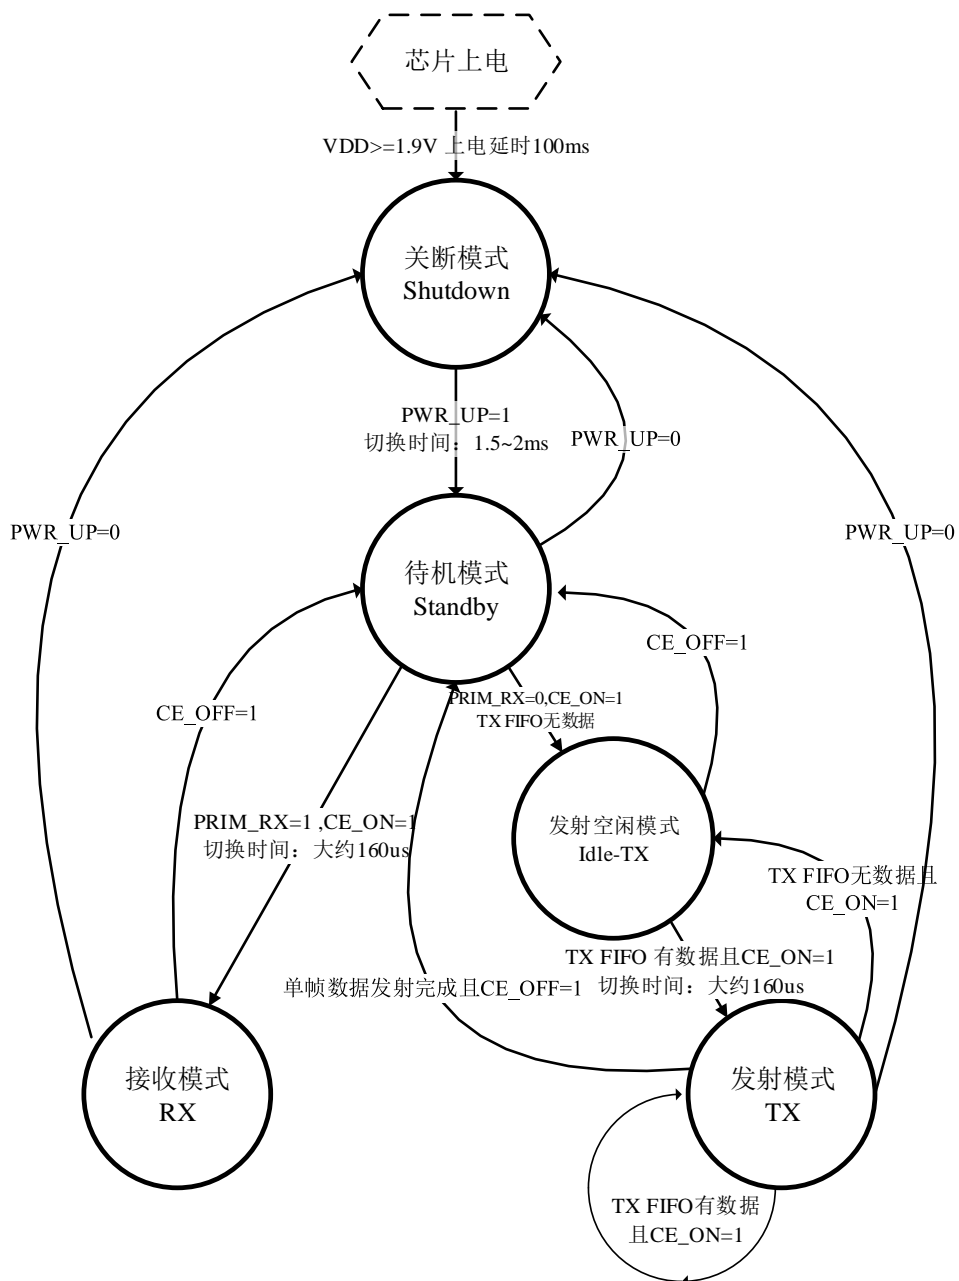 芯片上电
VDD>=1.9V 上电延时100ms
关断模式
Shutdown
PWR_UP=1
切换时间：1.5~2ms
PWR_UP=0
PWR_UP=0
PWR_UP=0
待机模式
Standby
CE_OFF=1
CE_OFF=1
PRIM_RX=0,CE_ON=1
TX FIFO无数据
PRIM_RX=1 ,CE_ON=1
切换时间：大约160us
发射空闲模式
Idle-TX
TX FIFO无数据且
CE_ON=1
TX FIFO 有数据且CE_ON=1
切换时间：大约160us
单帧数据发射完成且CE_OFF=1
接收模式
RX
发射模式
TX
TX FIFO有数据
且CE_ON=1